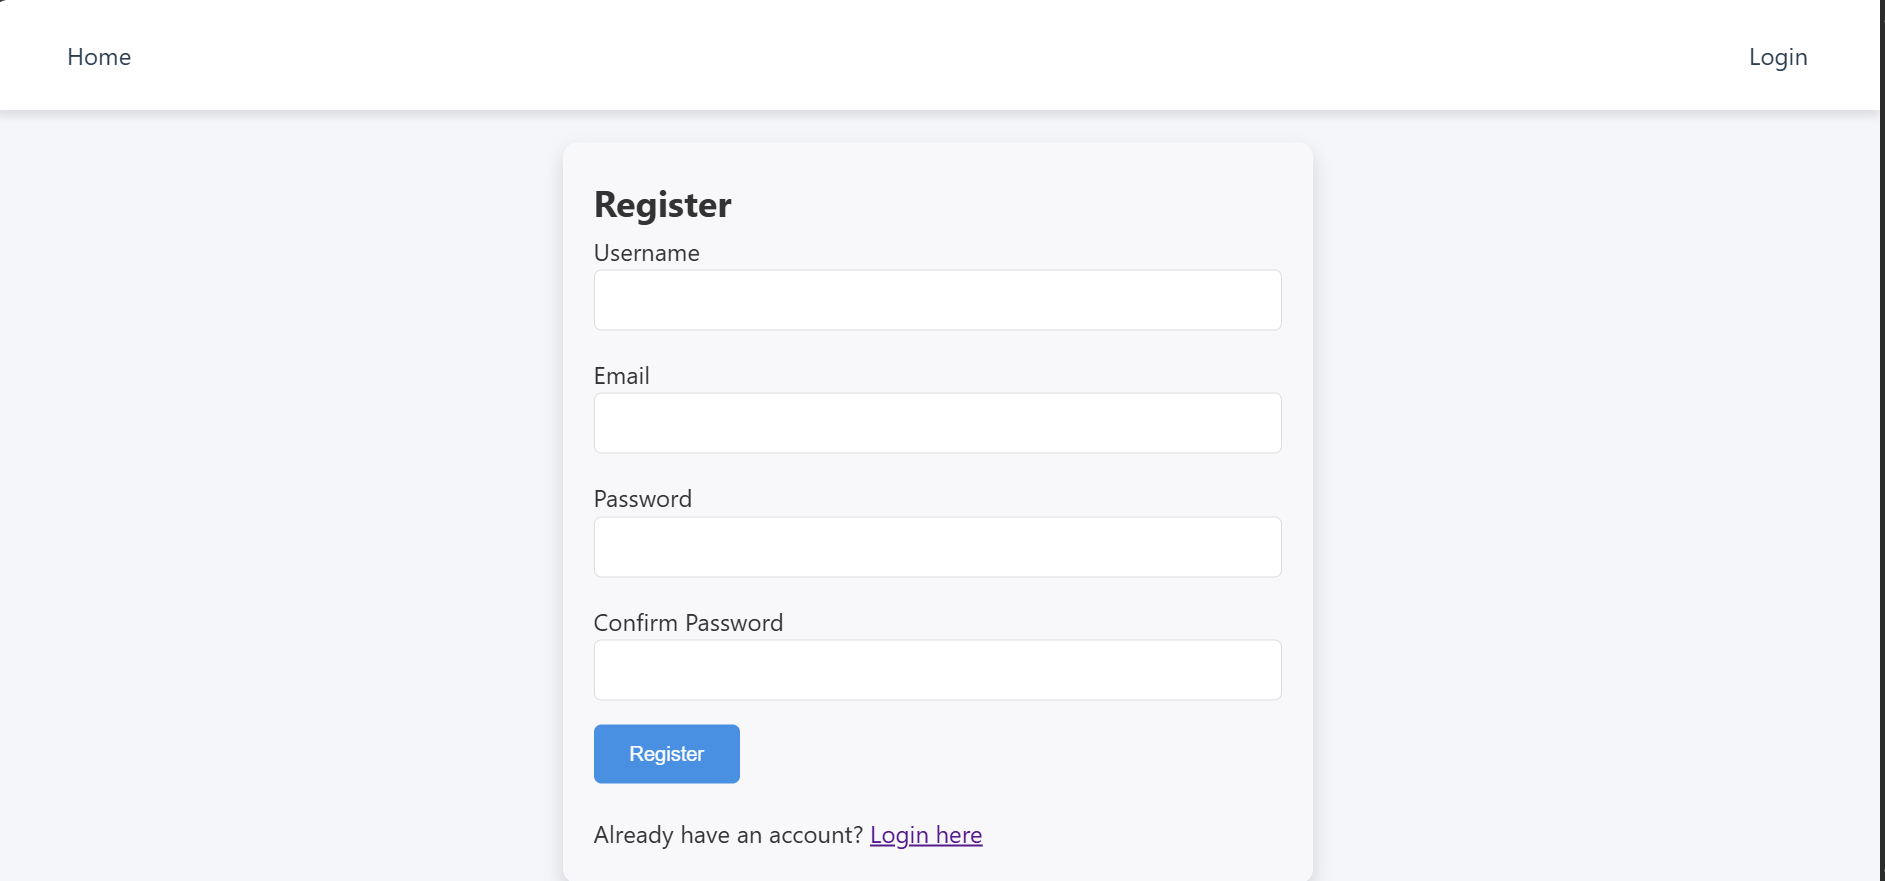 Home
Login
Register
Username
Email
Password
Confirm Password
Register
Already have an account? Login here